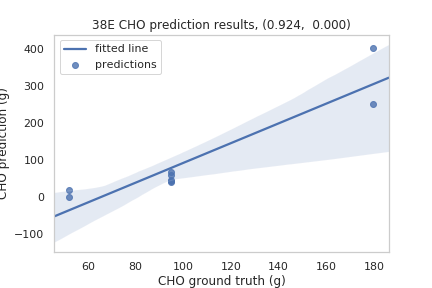 38E CHO prediction results, (0.924, 0.000)
fitted line
predictions
CHO prediction (g)
400
300
200
100
0
−100
60
80
100
120
140
160
180
CHO ground truth (g)